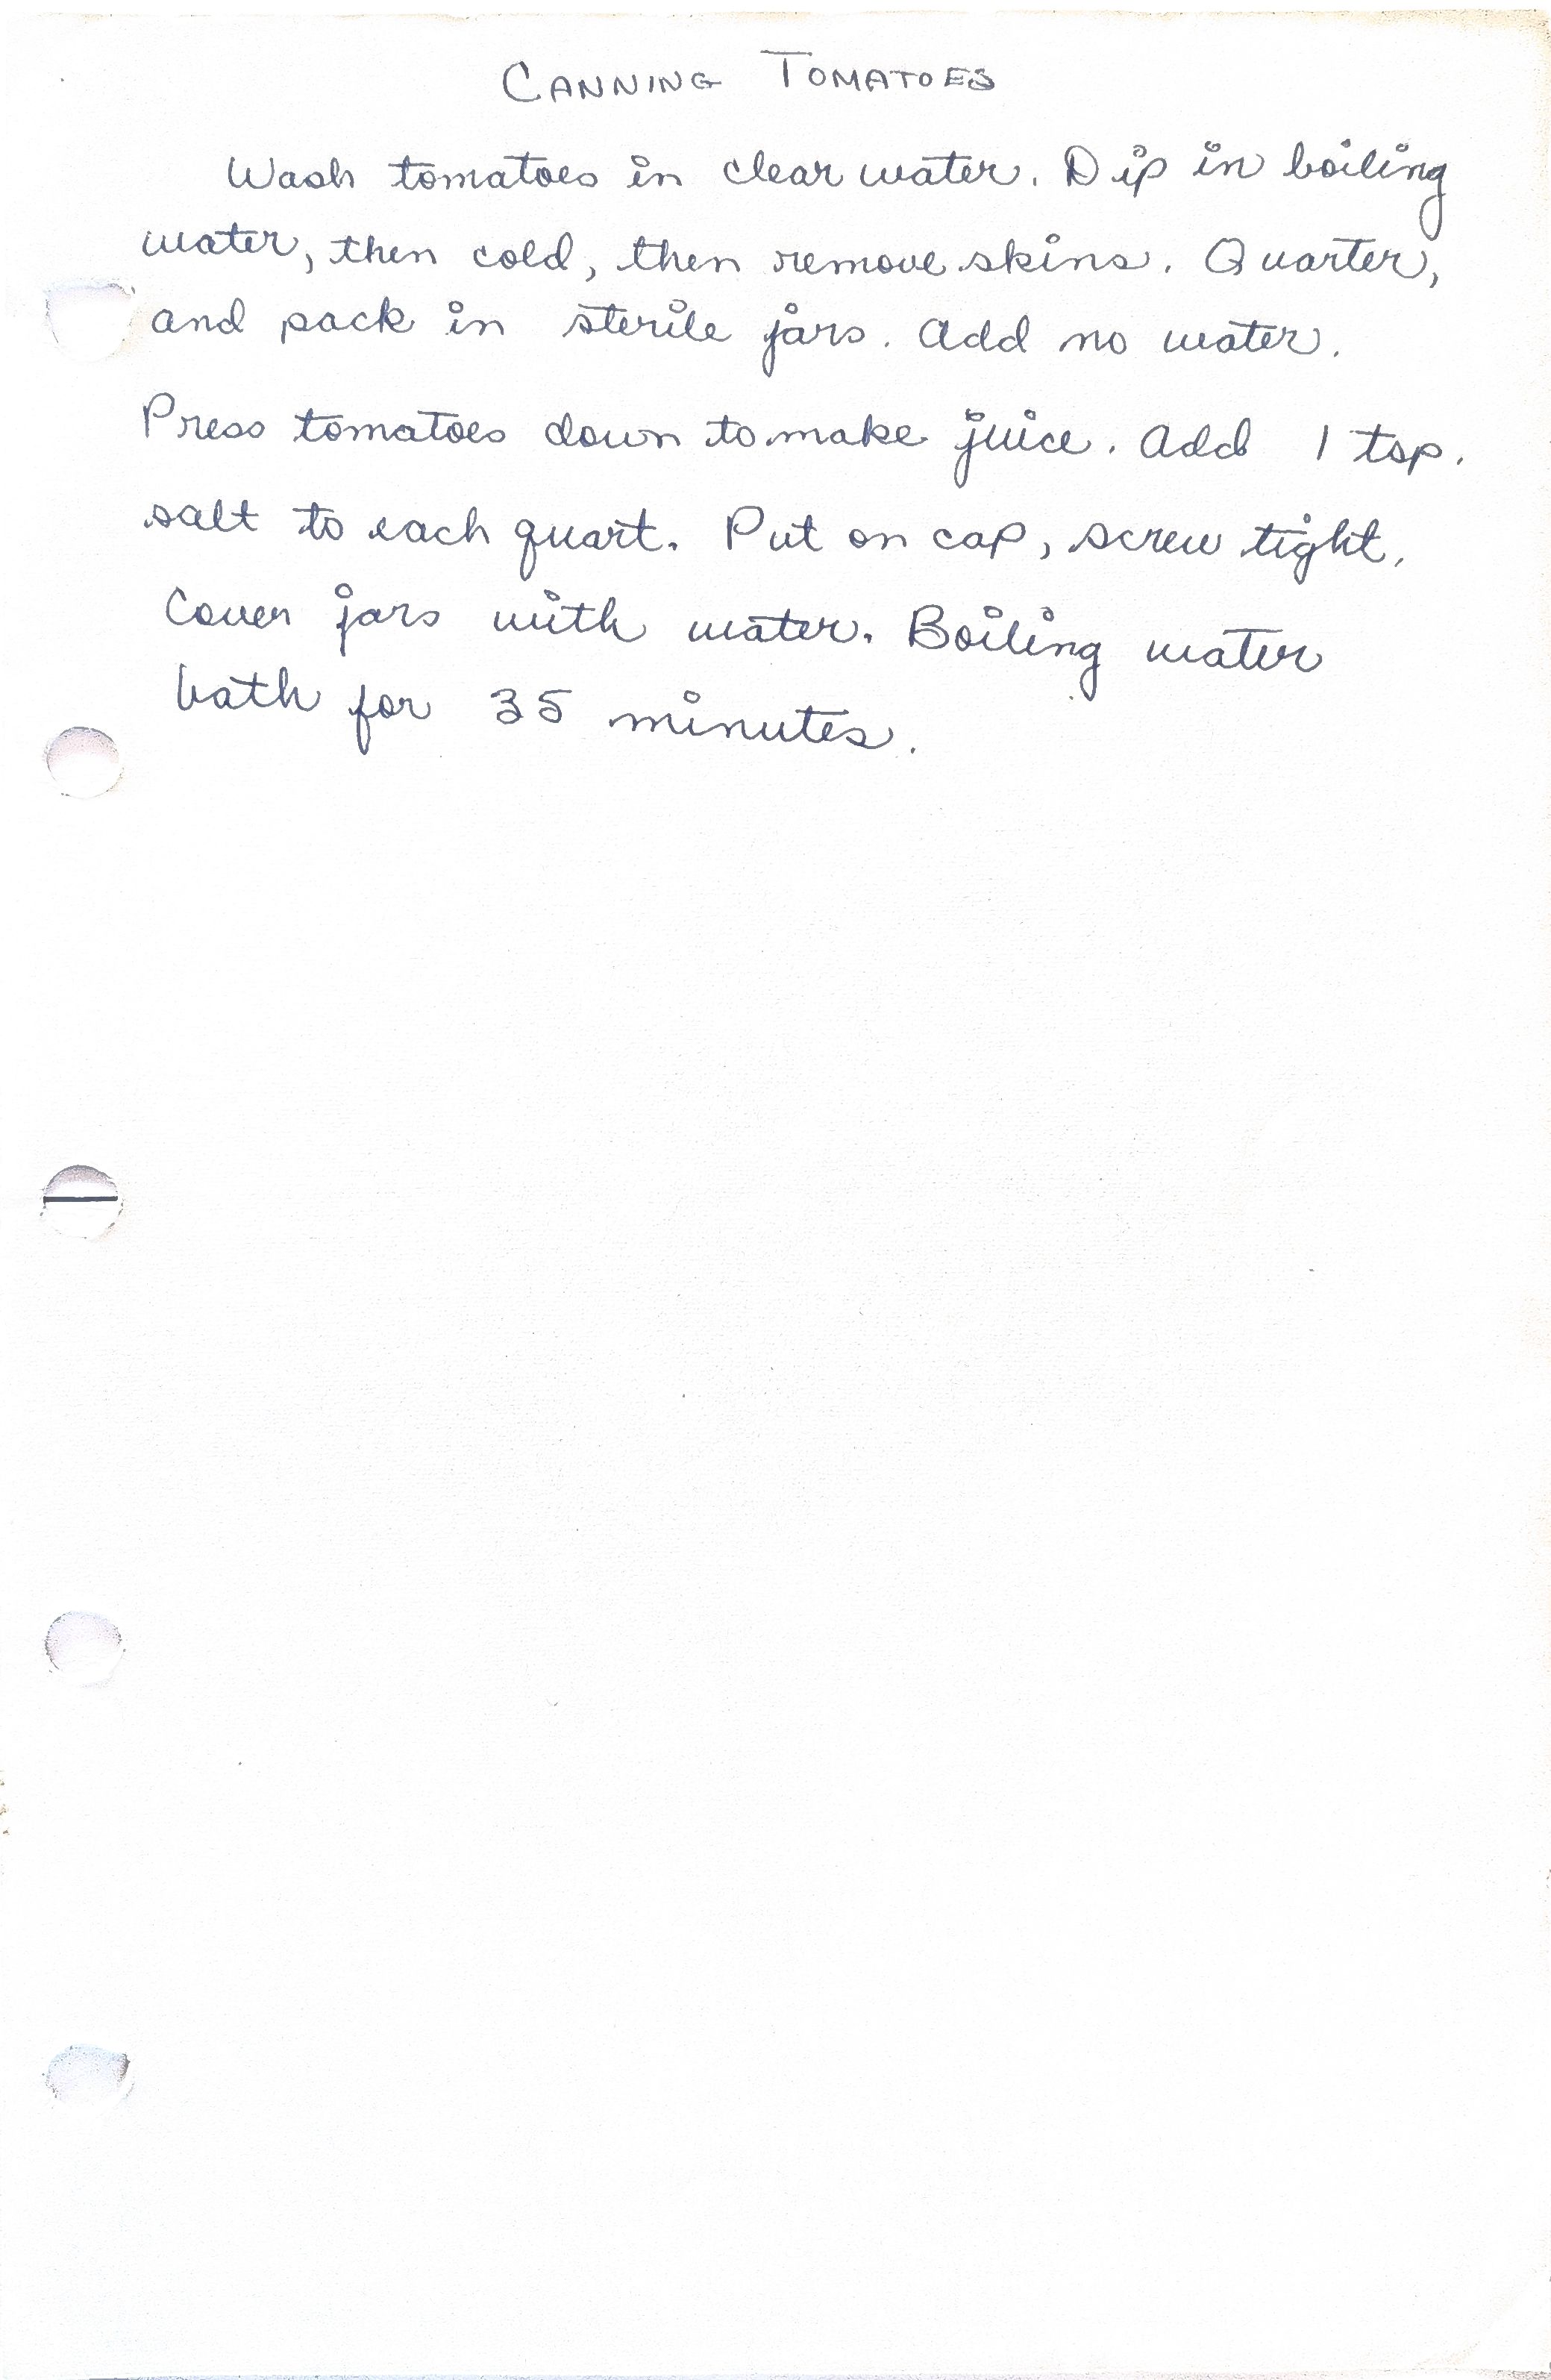 CANNING TOMATOES
Wash tomatoes in clear water. Dip in boiling
water, then cold, then remove skins. Quarter,
and pack in sterile jars. Add no water.
Press tomatoes down to make juice. Add 1 tsp.
salt to each quart. Put on cap, screw tight.
Cover jars with water. Boiling water
bath for 35 minutes.